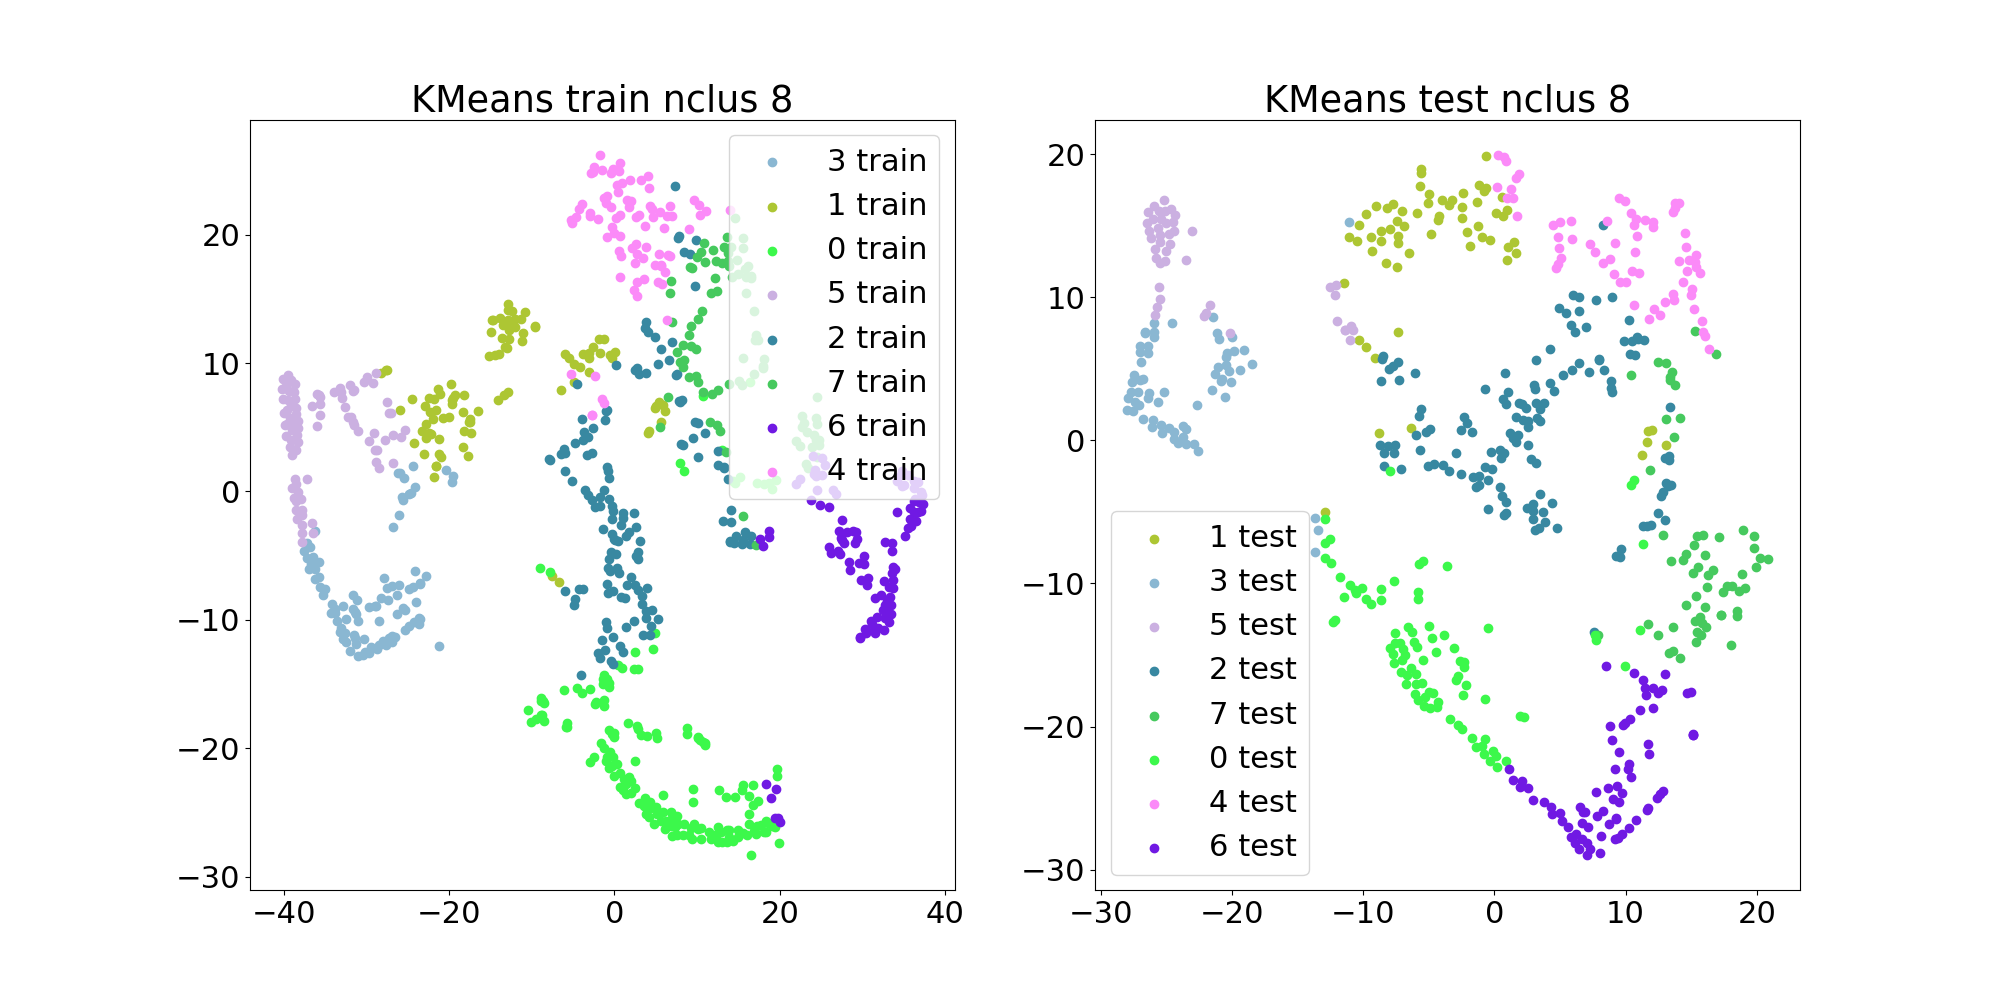 KMeans train nclus 8
20
10
0
−10
−20
−30
−40
−20
0
20
40
3 train
1 train
0 train
5 train
2 train
7 train
6 train
4 train
KMeans test nclus 8
20
10
0
−10
−20
−30
−30
−20
−10
0
10
20
1 test
3 test
5 test
2 test
7 test
0 test
4 test
6 test